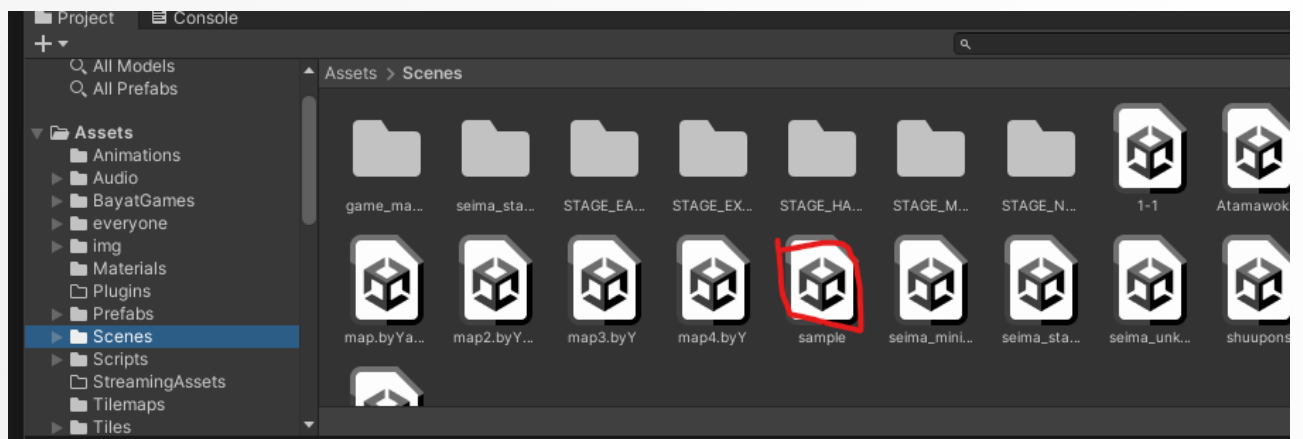 Project Console
All Models
All Prefabs
Assets
Animations
Audio
BayatGames
everyone
img
Materials
Plugins
Prefabs
Scenes
Scripts
StreamingAssets
Tilemaps
Tiles
Assets > Scenes
game_ma... seima_sta... STAGE_EA... STAGE_EX... STAGE_HA... STAGE_M... STAGE_N... 1-1 Atamawok
map.byYa... map2.byY... map3.byY map4.byY sample seima_mini... seima_sta... seima_unk... shuupons